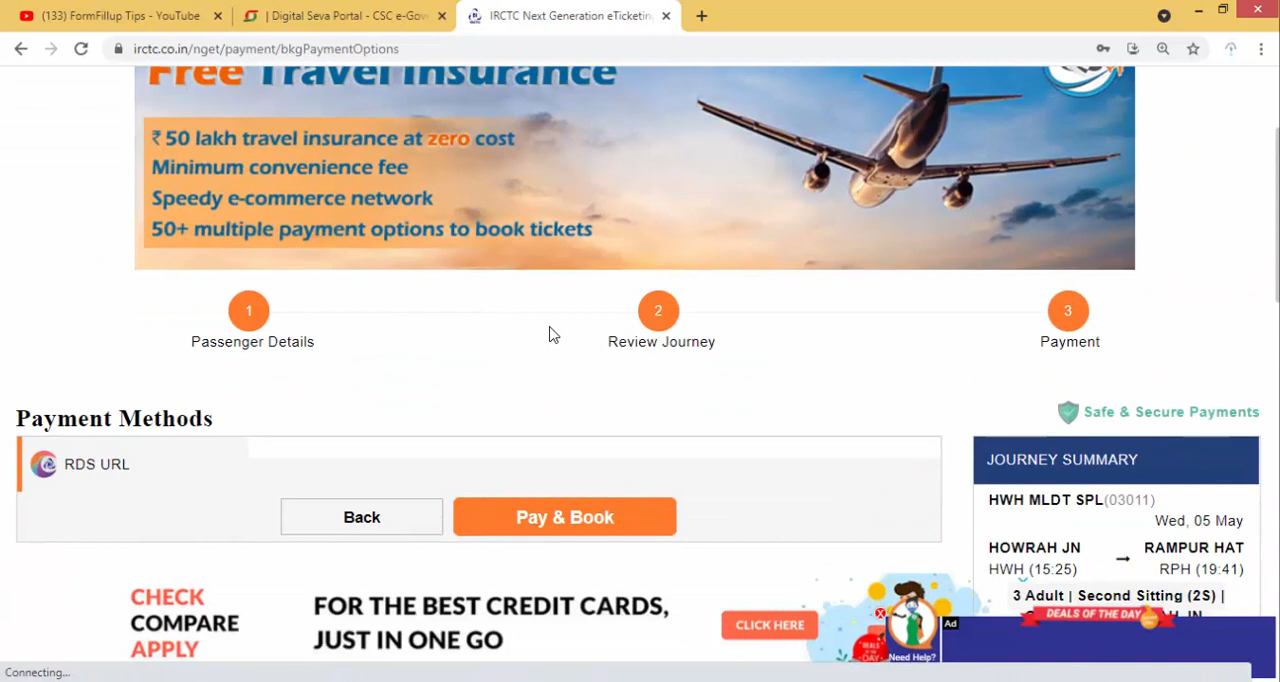 (133) FormFillup Tips - YouTube
| Digital Seva Portal - CSC e-Gov
IRCTC Next Generation eTicketing
irctc.co.in/nget/payment/bkgPaymentOptions
Free Travel Insurance
₹ 50 lakh travel insurance at zero cost
Minimum convenience fee
Speedy e-commerce network
50+ multiple payment options to book tickets
1
2
3
Passenger Details
Review Journey
Payment
Payment Methods
Safe & Secure Payments
RDS URL
Back
Pay & Book
JOURNEY SUMMARY
HWH MLDT SPL(03011)
Wed, 05 May
HOWRAH JN → RAMPUR HAT
HWH (15:25) RPH (19:41)
3 Adult | Second Sitting (2S) |
DEALS OF THE DAY
CHECK
COMPARE
APPLY
FOR THE BEST CREDIT CARDS,
JUST IN ONE GO
CLICK HERE
Ad
Need Help?
Connecting...